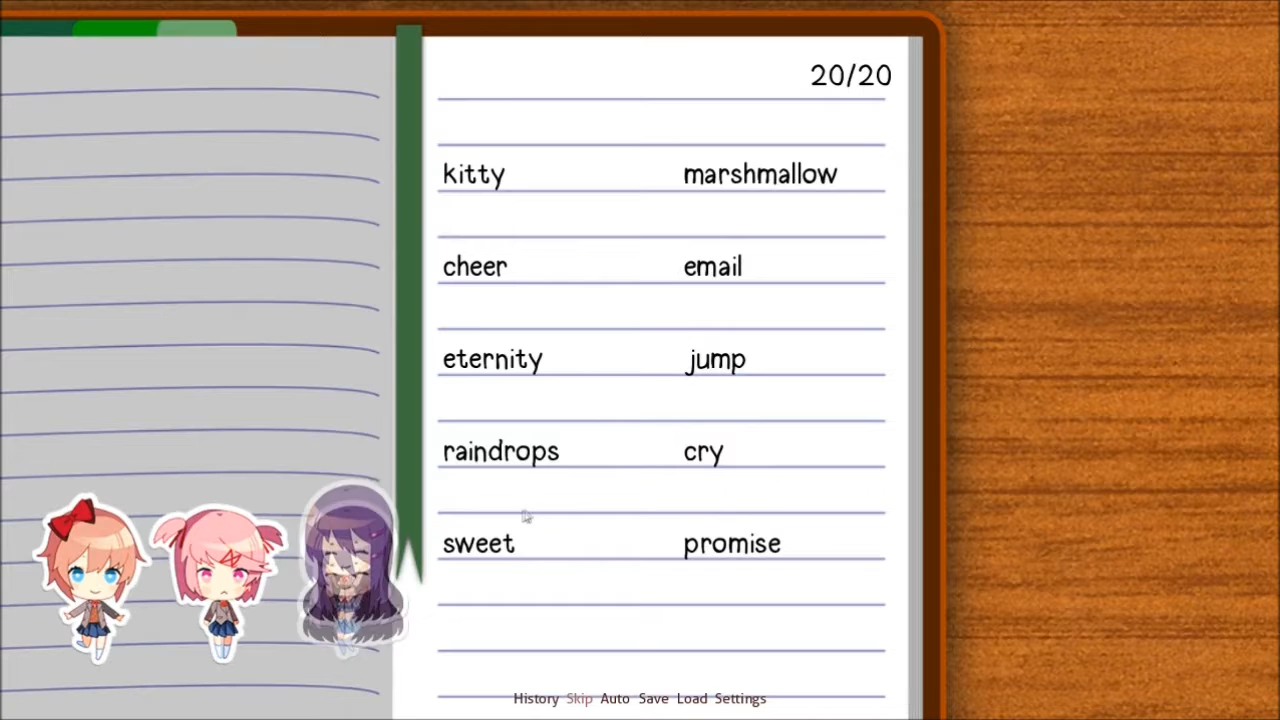 20/20
kitty marshmallow
cheer email
eternity jump
raindrops cry
sweet promise
History Skip Auto Save Load Settings